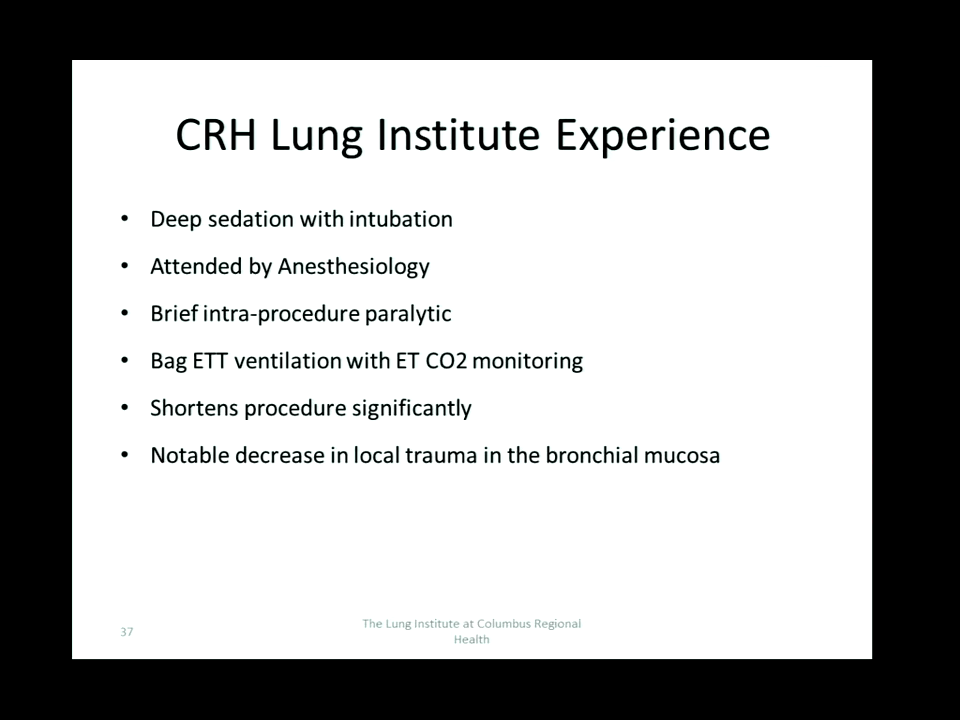 CRH Lung Institute Experience
• Deep sedation with intubation
• Attended by Anesthesiology
• Brief intra-procedure paralytic
• Bag ETT ventilation with ET CO2 monitoring
• Shortens procedure significantly
• Notable decrease in local trauma in the bronchial mucosa
37
The Lung Institute at Columbus Regional
Health